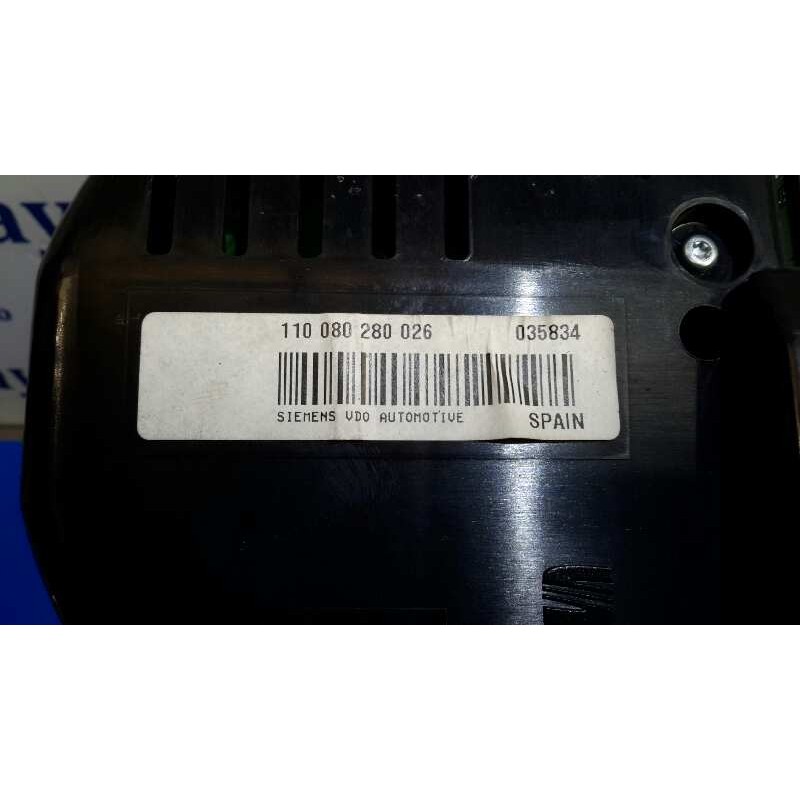 110 080 280 026 035834
SIEMENS VDO AUTOMOTIVE SPAIN